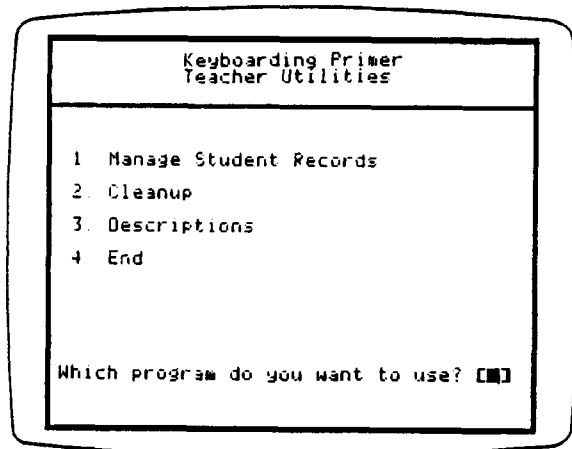 Keyboarding Primer
Teacher Utilities
1 Manage Student Records
2. Cleanup
3. Descriptions
4 End
Which program do you want to use? [■]